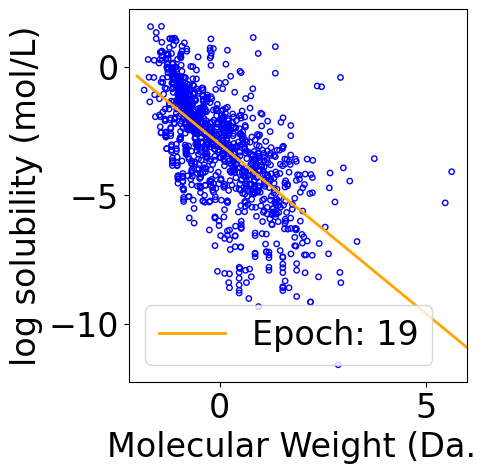 log solubility (mol/L)
0
−5
−10
Epoch: 19
0 5
Molecular Weight (Da.